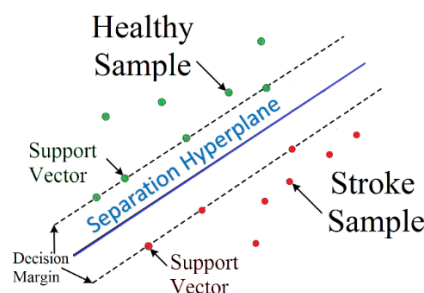 Healthy
Sample
Support
Vector
Separation Hyperplane
Stroke
Sample
Decision
Margin
Support
Vector